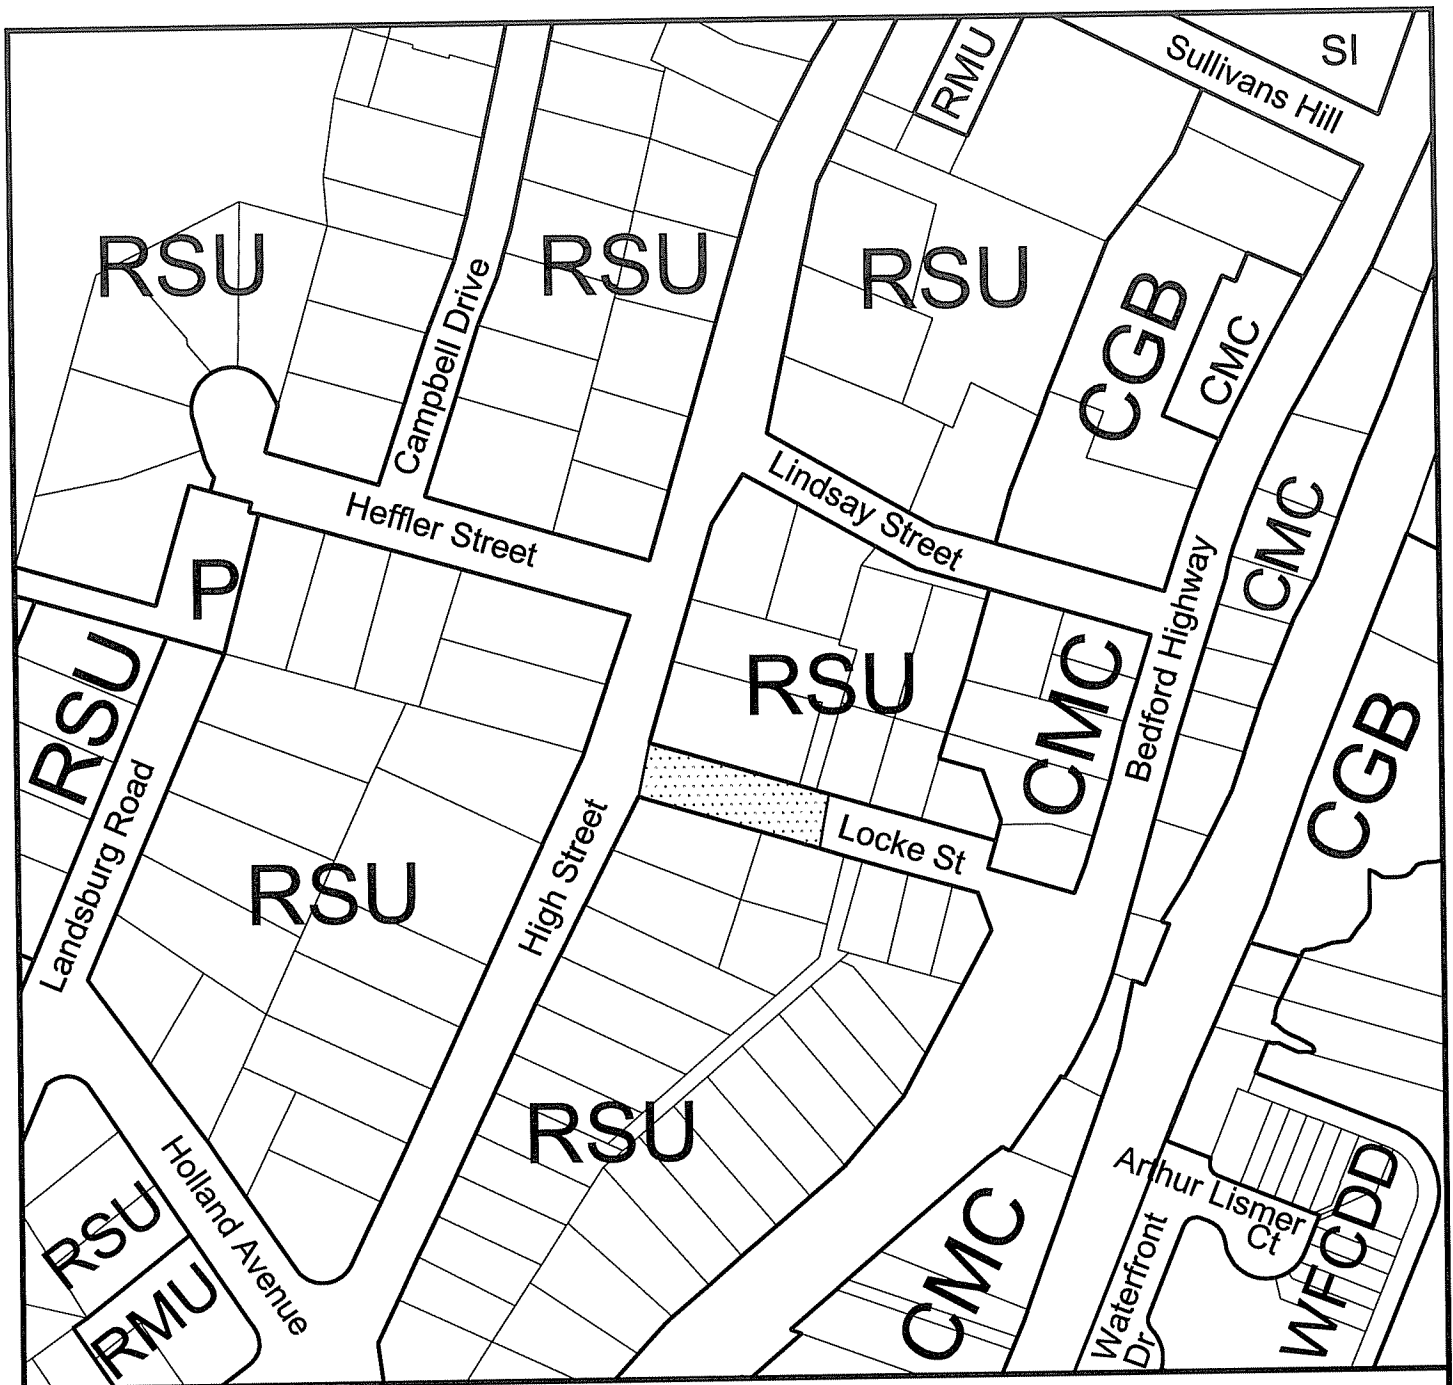 SI
Sullivans Hill
RMU
RSU
RSU
RSU
CGB
CMC
Campbell Drive
Lindsay Street
Heffler Street
CMC
P
Bedford Highway
RSU
RSU
CMC
CGB
Landsburg Road
Locke St
RSU
High Street
RSU
Arthur Lismer
Ct
Holland Avenue
RSU
RMU
CMC
Waterfront
Dr
WFCDD